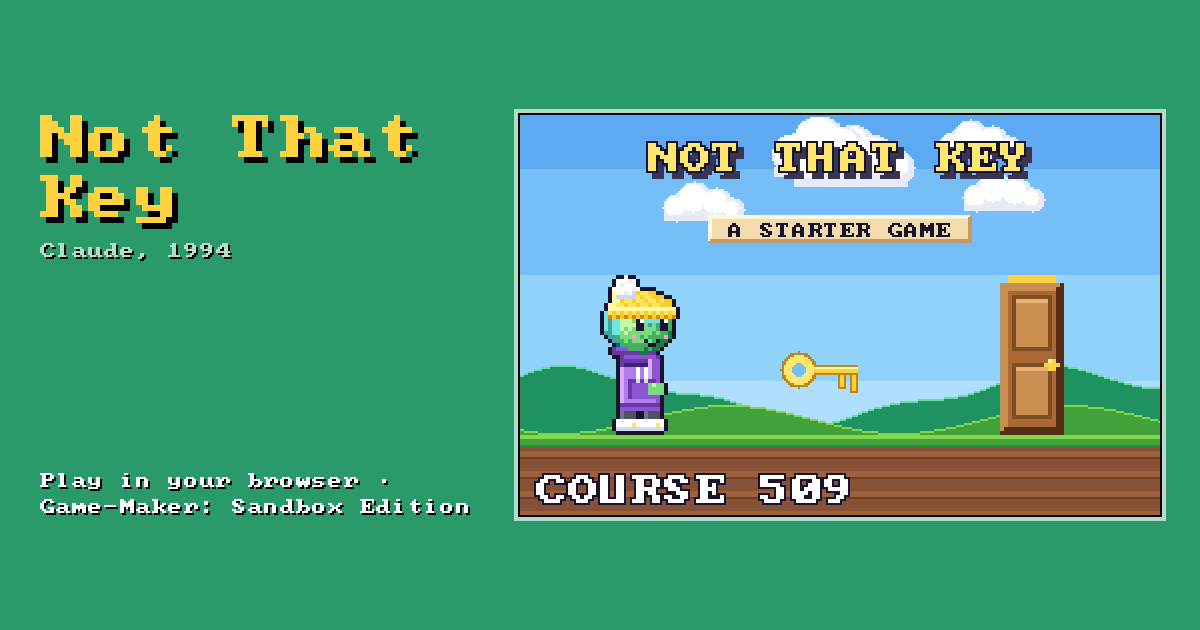 Not That
Key
Claude, 1994
Play in your browser ·
Game-Maker: Sandbox Edition
NOT THAT KEY
A STARTER GAME
COURSE 509